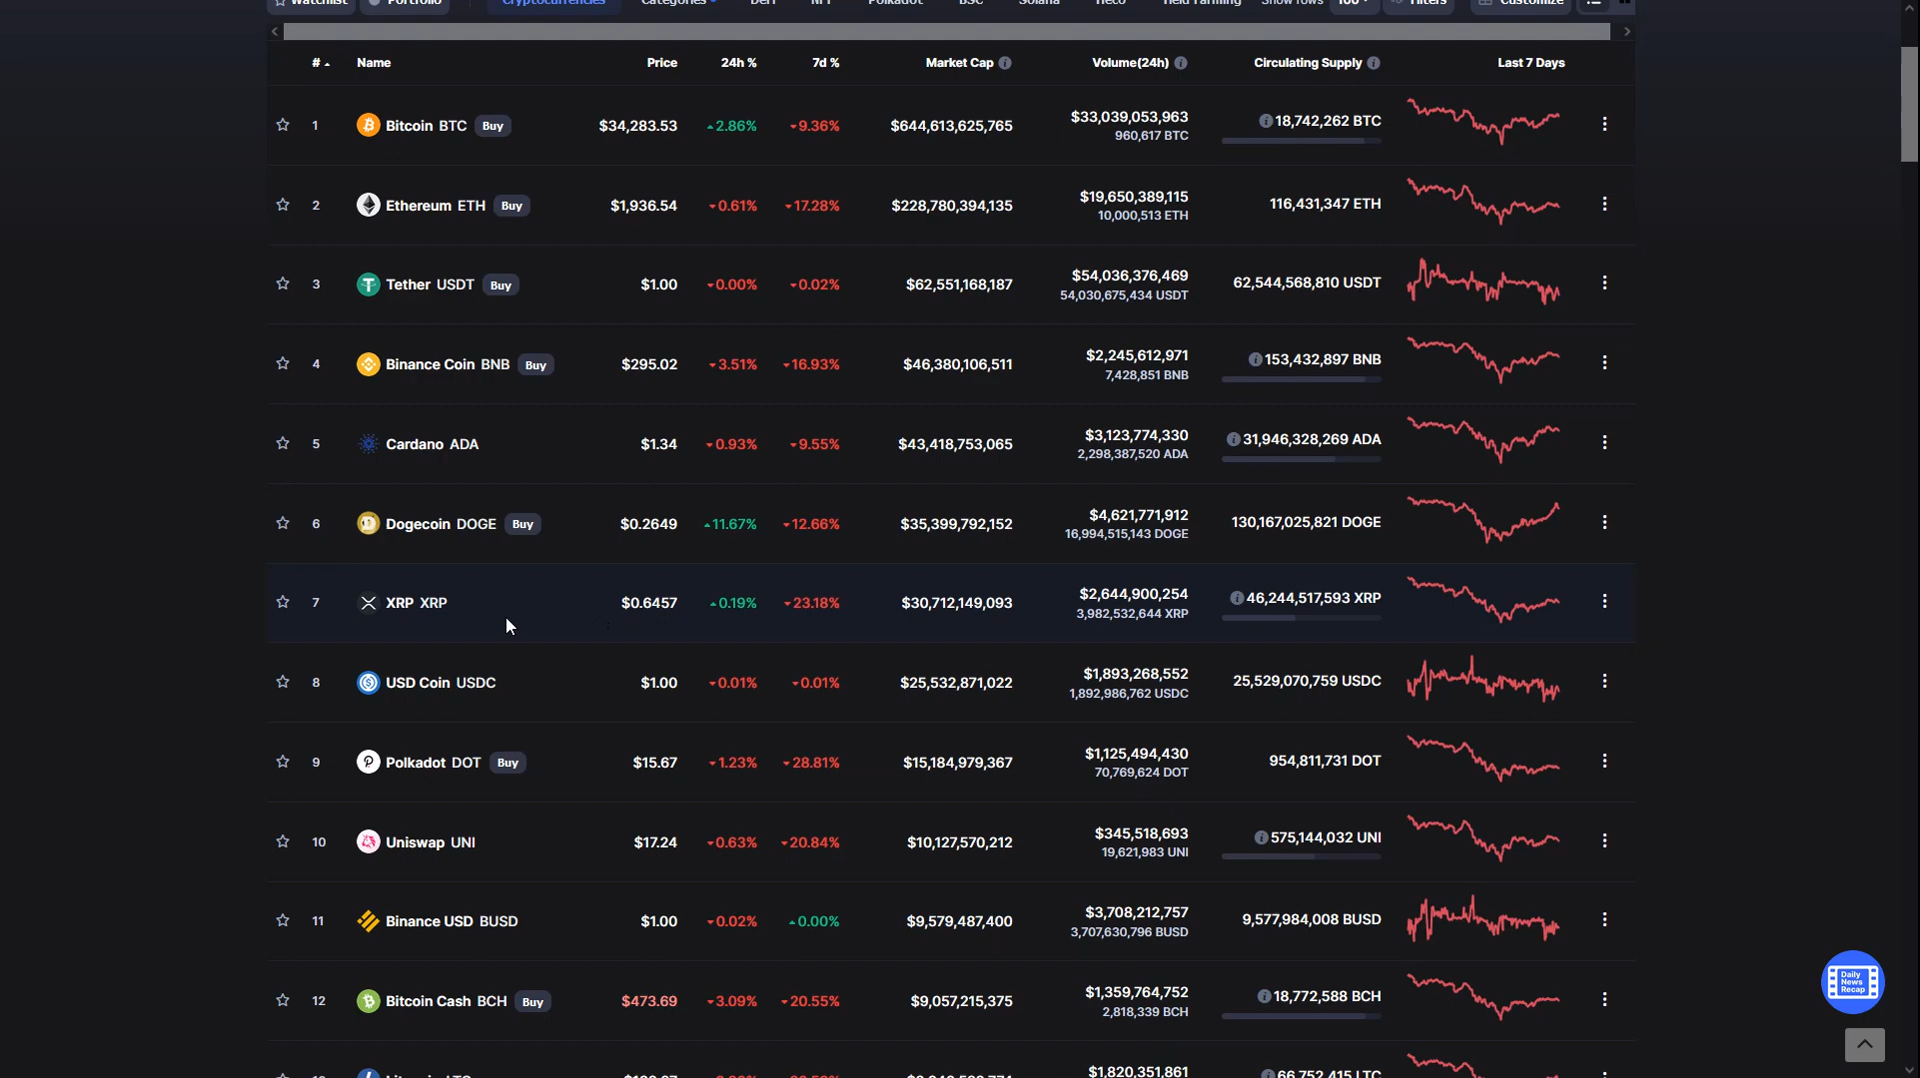 Watchlist Portfolio Cryptocurrencies Categories DeFi NFT Polkadot BSC Solana Heco Yield Farming Show rows 100 Filters Customize
# Name Price 24h % 7d % Market Cap Volume(24h) Circulating Supply Last 7 Days
1 Bitcoin BTC Buy $34,283.53 2.86% 9.36% $644,613,625,765 $33,039,053,963 18,742,262 BTC
960,617 BTC
2 Ethereum ETH Buy $1,936.54 0.61% 17.28% $228,780,394,135 $19,650,389,115 116,431,347 ETH
10,000,513 ETH
3 Tether USDT Buy $1.00 0.00% 0.02% $62,551,168,187 $54,036,376,469 62,544,568,810 USDT
54,030,675,434 USDT
4 Binance Coin BNB Buy $295.02 3.51% 16.93% $46,380,106,511 $2,245,612,971 153,432,897 BNB
7,428,851 BNB
5 Cardano ADA $1.34 0.93% 9.55% $43,418,753,065 $3,123,774,330 31,946,328,269 ADA
2,298,387,520 ADA
6 Dogecoin DOGE Buy $0.2649 11.67% 12.66% $35,399,792,152 $4,621,771,912 130,167,025,821 DOGE
16,994,515,143 DOGE
7 XRP XRP $0.6457 0.19% 23.18% $30,712,149,093 $2,644,900,254 46,244,517,593 XRP
3,982,532,644 XRP
8 USD Coin USDC $1.00 0.01% 0.01% $25,532,871,022 $1,893,268,552 25,529,070,759 USDC
1,892,986,762 USDC
9 Polkadot DOT Buy $15.67 1.23% 28.81% $15,184,979,367 $1,125,494,430 954,811,731 DOT
70,769,624 DOT
10 Uniswap UNI $17.24 0.63% 20.84% $10,127,570,212 $345,518,693 575,144,032 UNI
19,621,983 UNI
11 Binance USD BUSD $1.00 0.02% 0.00% $9,579,487,400 $3,708,212,757 9,577,984,008 BUSD
3,707,630,796 BUSD
12 Bitcoin Cash BCH Buy $473.69 3.09% 20.55% $9,057,215,375 $1,359,764,752 18,772,588 BCH
2,818,339 BCH
Daily
News
Recap
$1,820,351,861 66,752,415 LTC